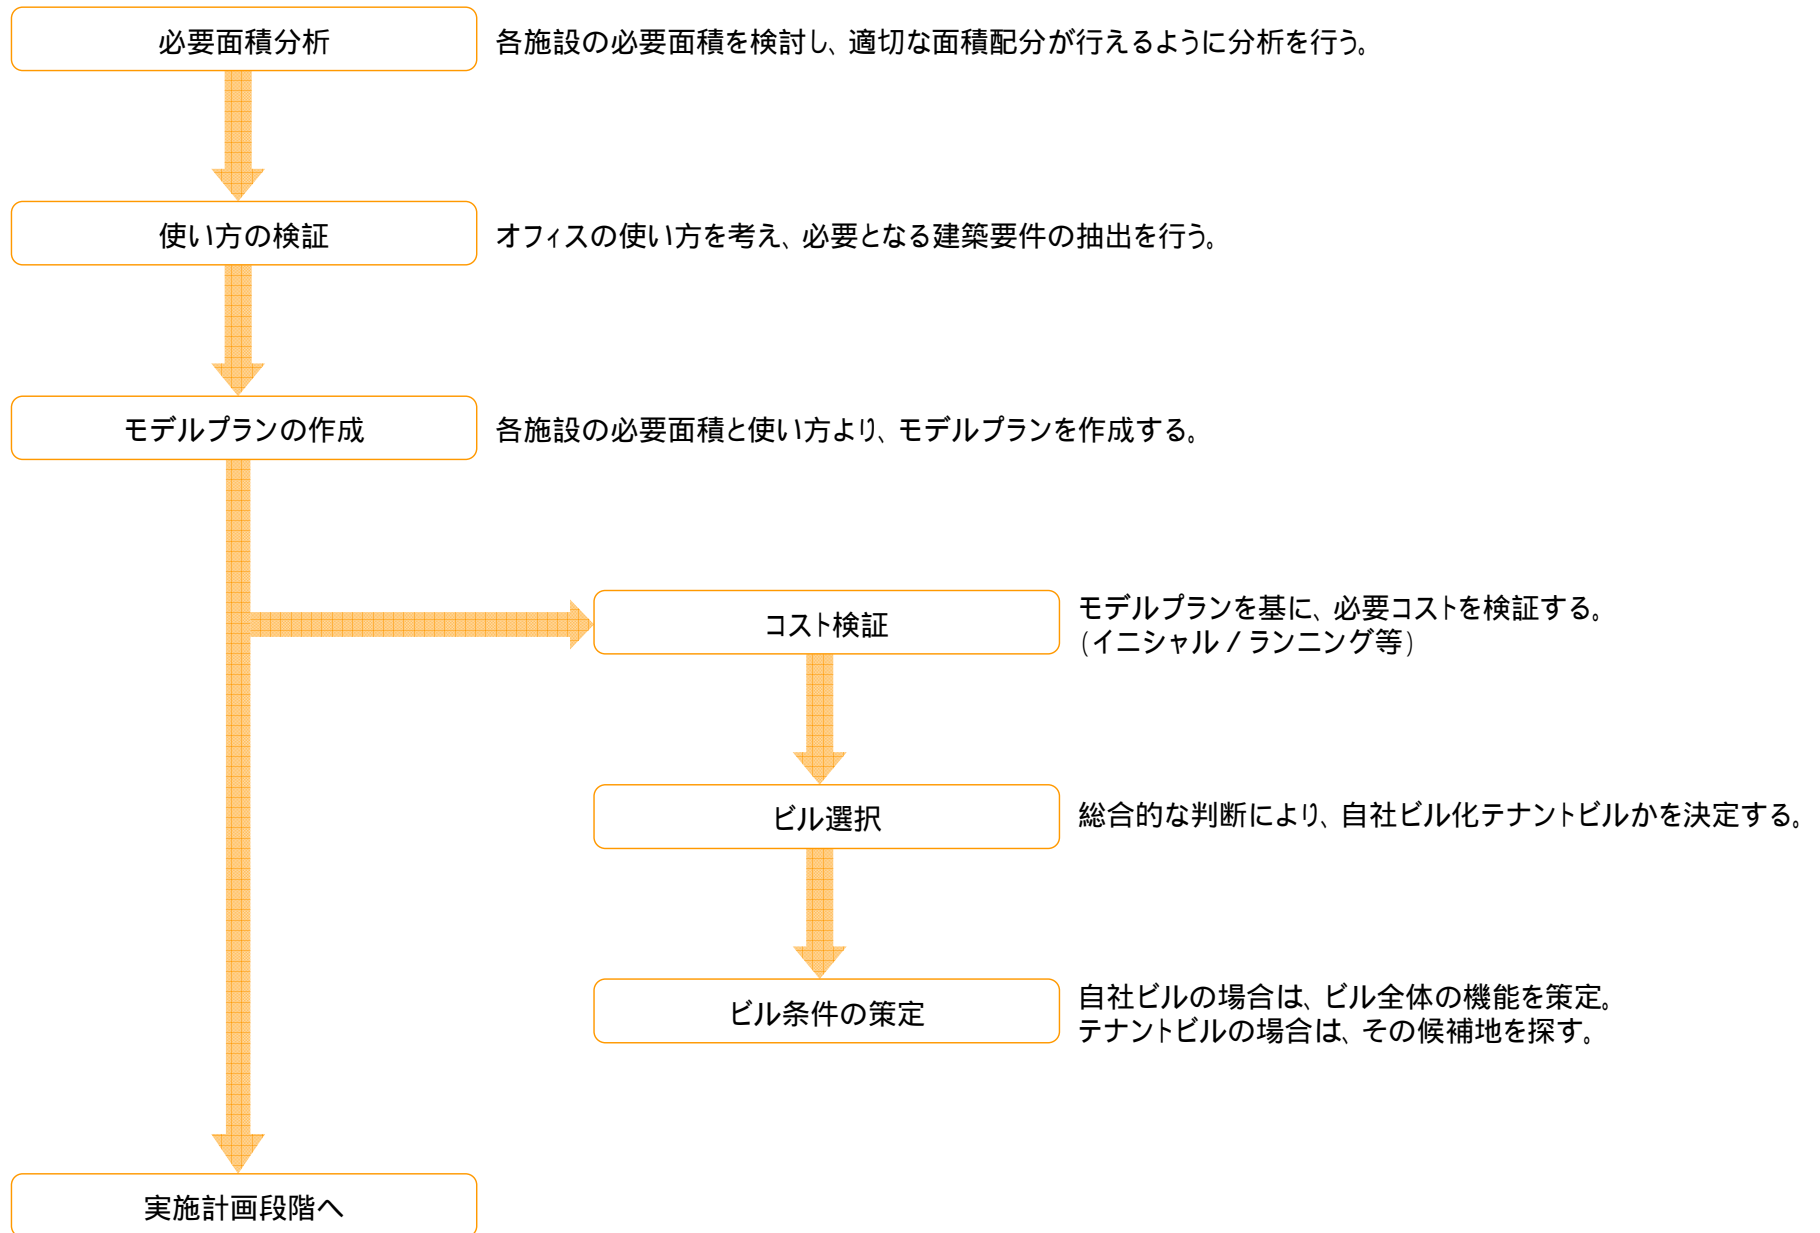 必要面積分析
各施設の必要面積を検討し、適切な面積配分が行えるように分析を行う。
使い方の検証
オフィスの使い方を考え、必要となる建築要件の抽出を行う。
モデルプランの作成
各施設の必要面積と使い方より、モデルプランを作成する。
コスト検証
モデルプランを基に、必要コストを検証する。
(イニシャル / ランニング等)
ビル選択
総合的な判断により、自社ビル化テナントビルかを決定する。
ビル条件の策定
自社ビルの場合は、ビル全体の機能を策定。
テナントビルの場合は、その候補地を探す。
実施計画段階へ